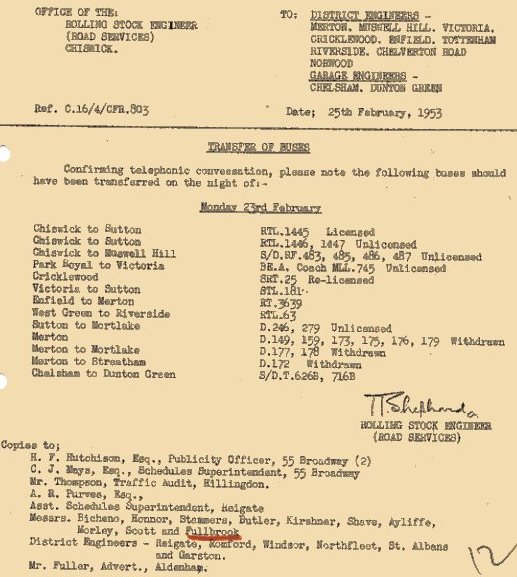 OFFICE OF THE: TO: DISTRICT ENGINEERS -
ROLLING STOCK ENGINEER MERTON, MUSWELL HILL, VICTORIA,
(ROAD SERVICES) CRICKLEWOOD, ENFIELD, TOTTENHAM
CHISWICK. RIVERSIDE, CHELVERTON ROAD
NORWOOD
GARAGE ENGINEERS -
CHELSHAM, DUNTON GREEN
Ref. C.16/4/CFR.803 Date; 25th February, 1953
TRANSFER OF BUSES
Confirming telephonic conversation, please note the following buses should
have been transferred on the night of:-
Monday 23rd February
Chiswick to Sutton RTL.1445 Licensed
Chiswick to Sutton RTL.1446, 1447 Unlicensed
Chiswick to Muswell Hill S/D.RF.483, 485, 486, 487 Unlicensed
Park Royal to Victoria BE.A. Coach MLL.745 Unlicensed
Cricklewood SRT.25 Re-licensed
Victoria to Sutton STL.181
Enfield to Merton RT.3639
West Green to Riverside RTL.63
Sutton to Mortlake D.246, 279 Unlicensed
Merton D.149, 159, 173, 175, 176, 179 Withdrawn
Merton to Mortlake D.177, 178 Withdrawn
Merton to Streatham D.172 Withdrawn
Chelsham to Dunton Green S/D.T.626B, 716B
ROLLING STOCK ENGINEER
(ROAD SERVICES)
Copies to;
H. F. Hutchison, Esq., Publicity Officer, 55 Broadway (2)
C. J. Mays, Esq., Schedules Superintendent, 55 Broadway
Mr. Thompson, Traffic Audit, Hillingdon.
A. R. Purves, Esq.,
Asst. Schedules Superintendent, Reigate
Messrs. Bicheno, Honnor, Stammers, Butler, Kirshner, Shave, Ayliffe,
Morley, Scott and Fullbrook
District Engineers - Reigate, Romford, Windsor, Northfleet, St. Albans
and Garston.
Mr. Fuller, Advert., Aldenham.
12